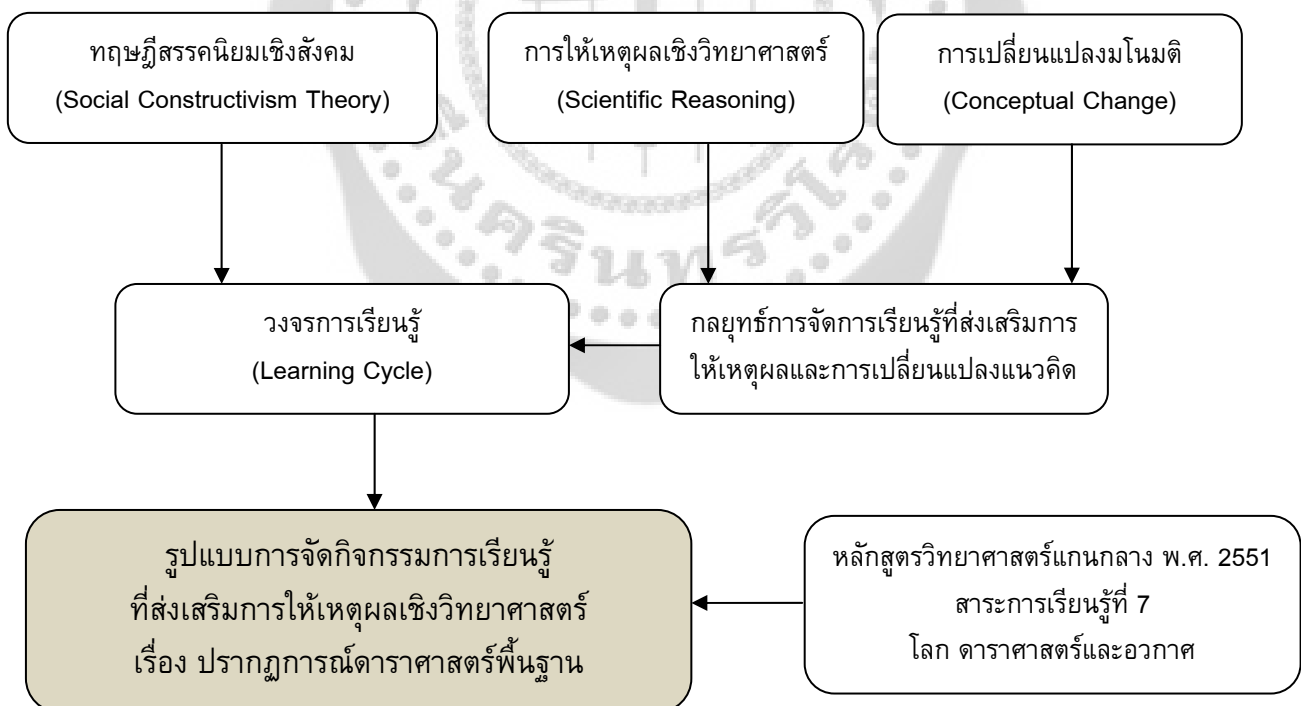 ทฤษฎีสรรคนิยมเชิงสังคม
(Social Constructivism Theory)
การให้เหตุผลเชิงวิทยาศาสตร์
(Scientific Reasoning)
การเปลี่ยนแปลงมโนมติ
(Conceptual Change)
นครินทรวิโร
วงจรการเรียนรู้
(Learning Cycle)
กลยุทธ์การจัดการเรียนรู้ที่ส่งเสริมการ
ให้เหตุผลและการเปลี่ยนแปลงแนวคิด
รูปแบบการจัดกิจกรรมการเรียนรู้
ที่ส่งเสริมการให้เหตุผลเชิงวิทยาศาสตร์
เรื่อง ปรากฏการณ์ดาราศาสตร์พื้นฐาน
หลักสูตรวิทยาศาสตร์แกนกลาง พ.ศ. 2551
สาระการเรียนรู้ที่ 7
โลก ดาราศาสตร์และอวกาศ